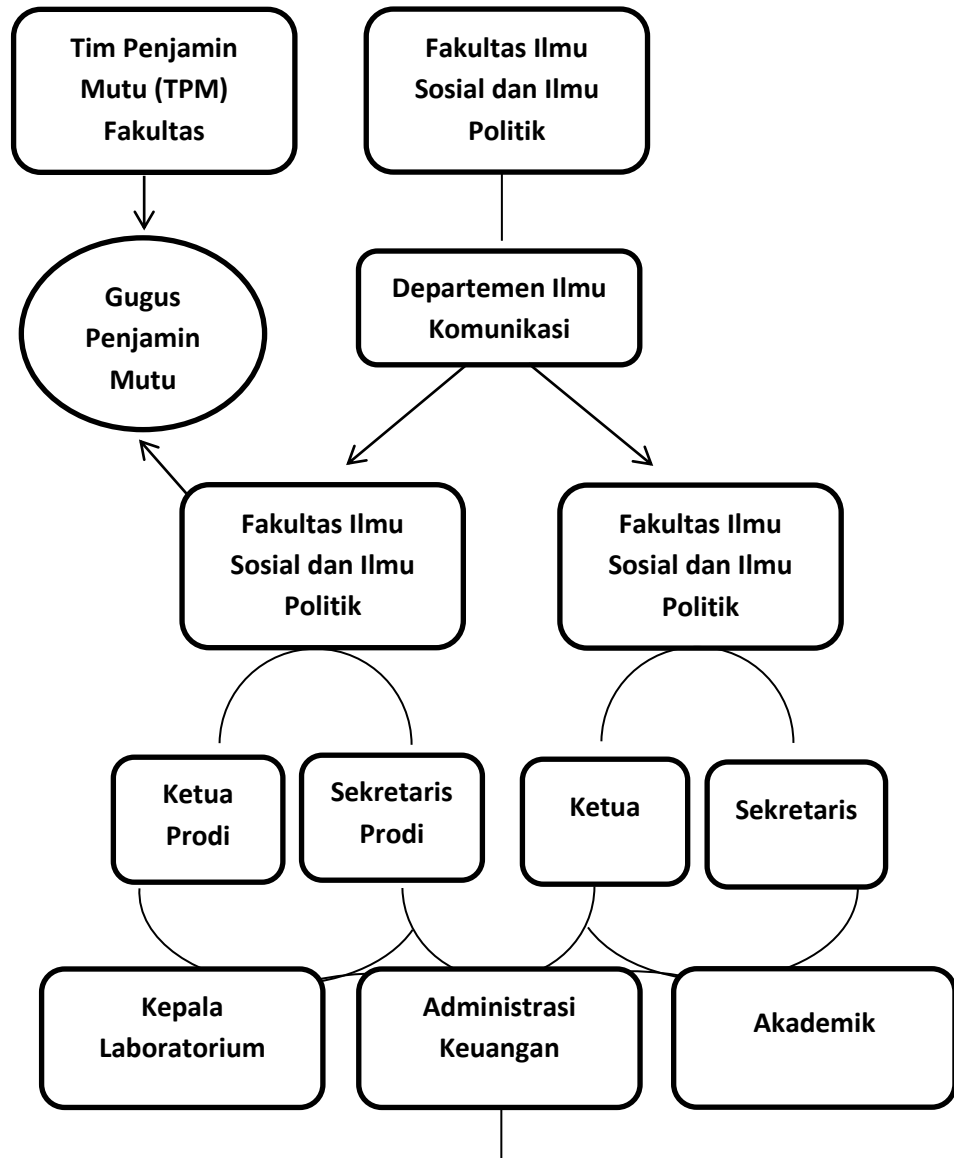 Tim Penjamin
Mutu (TPM)
Fakultas
Fakultas Ilmu
Sosial dan Ilmu
Politik
Gugus
Penjamin
Mutu
Departemen Ilmu
Komunikasi
Fakultas Ilmu
Sosial dan Ilmu
Politik
Fakultas Ilmu
Sosial dan Ilmu
Politik
Ketua
Prodi
Sekretaris
Prodi
Ketua
Sekretaris
Kepala
Laboratorium
Administrasi
Keuangan
Akademik